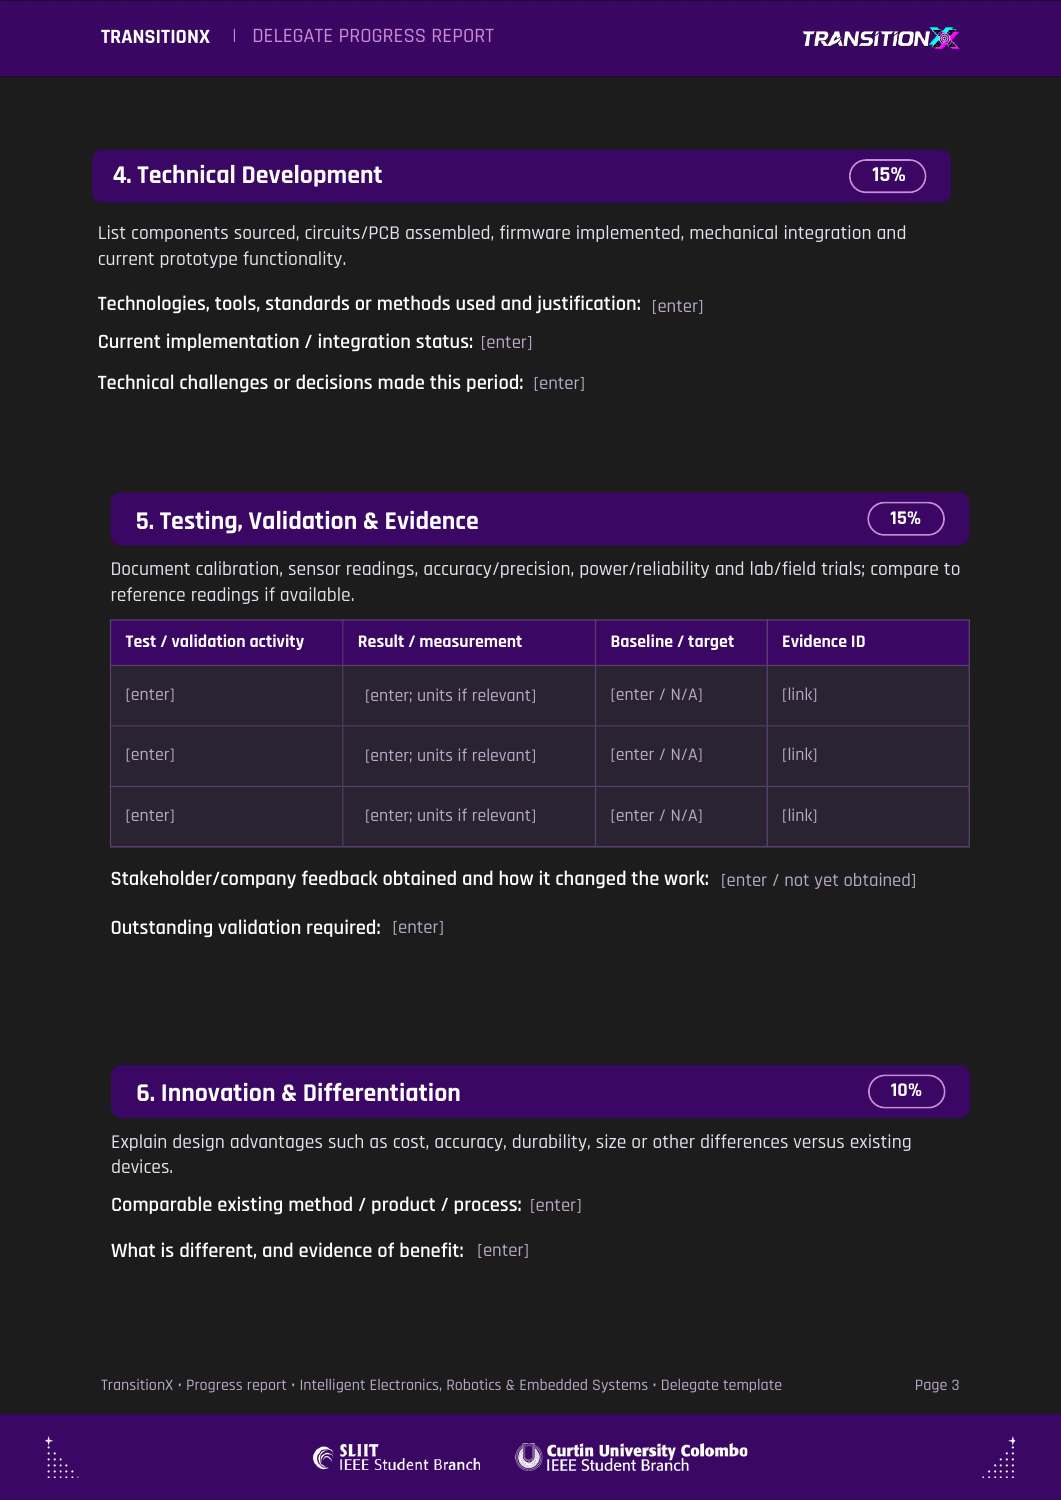 TRANSITIONX | DELEGATE PROGRESS REPORT
TRANSITIONX
4. Technical Development
15%
List components sourced, circuits/PCB assembled, firmware implemented, mechanical integration and
current prototype functionality.
Technologies, tools, standards or methods used and justification: [enter]
Current implementation / integration status: [enter]
Technical challenges or decisions made this period: [enter]
5. Testing, Validation & Evidence
15%
Document calibration, sensor readings, accuracy/precision, power/reliability and lab/field trials; compare to
reference readings if available.
Test / validation activity Result / measurement Baseline / target Evidence ID
[enter] [enter; units if relevant] [enter / N/A] [link]
[enter] [enter; units if relevant] [enter / N/A] [link]
[enter] [enter; units if relevant] [enter / N/A] [link]
Stakeholder/company feedback obtained and how it changed the work: [enter / not yet obtained]
Outstanding validation required: [enter]
6. Innovation & Differentiation
10%
Explain design advantages such as cost, accuracy, durability, size or other differences versus existing
devices.
Comparable existing method / product / process: [enter]
What is different, and evidence of benefit: [enter]
TransitionX • Progress report • Intelligent Electronics, Robotics & Embedded Systems • Delegate template
Page 3
SLIIT
IEEE Student Branch
Curtin University Colombo
IEEE Student Branch